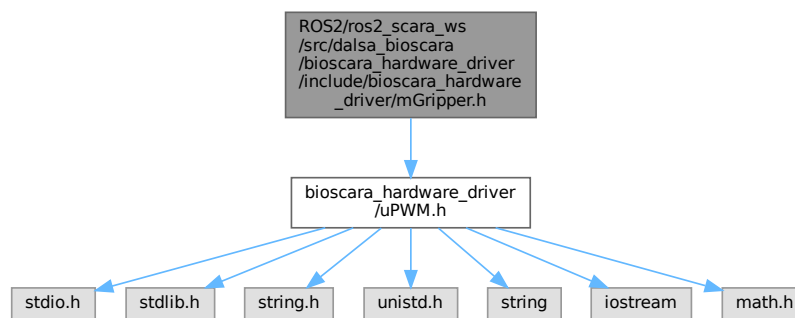 ROS2/ros2_scara_ws
/src/dalsa_bioscara
/bioscara_hardware_driver
/include/bioscara_hardware
_driver/mGripper.h
bioscara_hardware_driver
/uPWM.h
stdio.h
stdlib.h
string.h
unistd.h
string
iostream
math.h